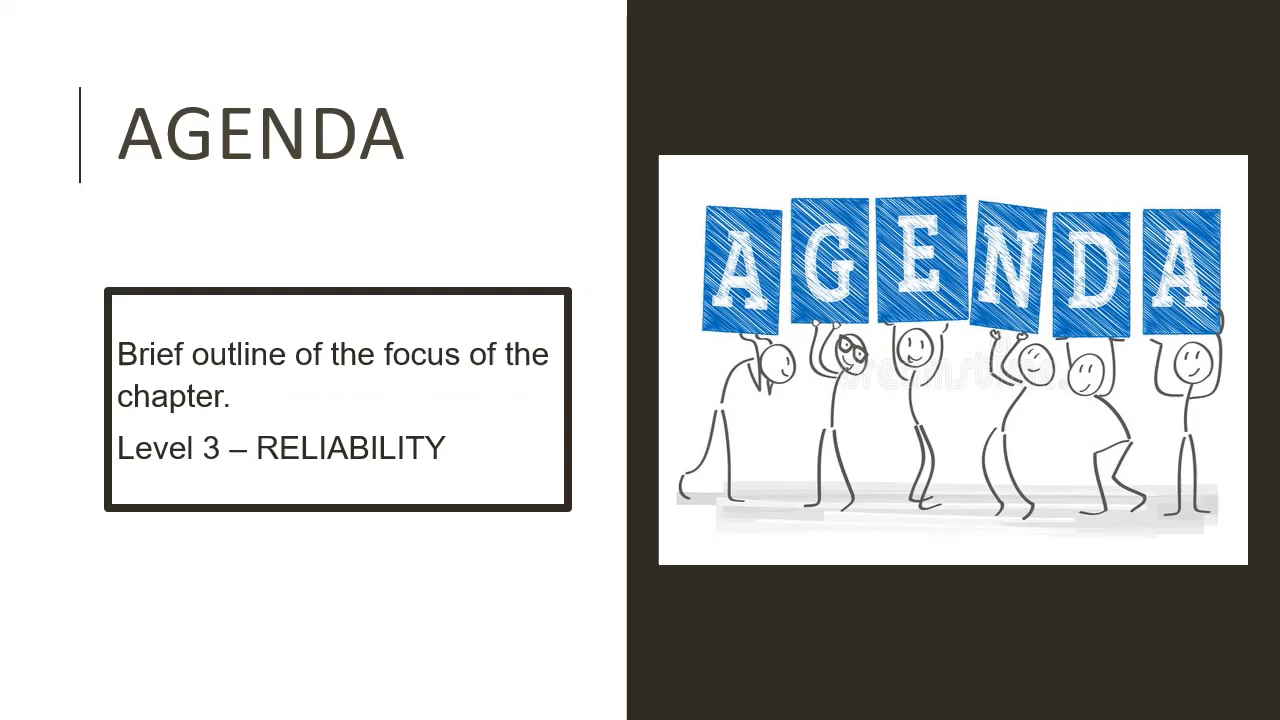 AGENDA
Brief outline of the focus of the
chapter.
Level 3 – RELIABILITY
AGENDA